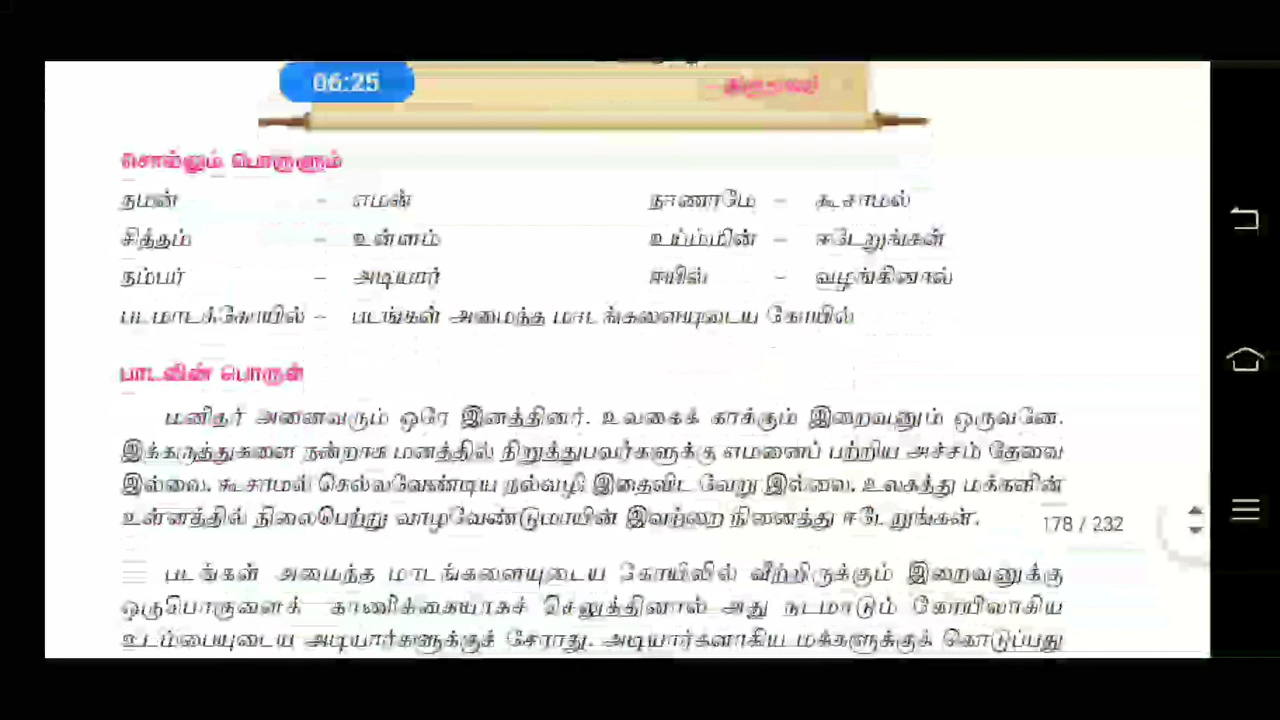 06:25
சொல்லும் பொருளும்
நமன் – எமன் நாணாமே – கூசாமல்
சித்தம் – உள்ளம் உய்ம்மின் – ஈடேறுங்கள்
நம்பர் – அடியார் ஈயில் – வழங்கினால்
படமாடக்கோயில் – படங்கள் அமைந்த மாடங்களையுடைய கோயில்
பாடலின் பொருள்
மனிதர் அனைவரும் ஒரே இனத்தினர். உலகைக் காக்கும் இறைவனும் ஒருவனே.
இக்கருத்துகளை நன்றாக மனத்தில் நிறுத்துபவர்களுக்கு எமனைப் பற்றிய அச்சம் தேவை
இல்லை. கூசாமல் செல்லவேண்டிய நல்வழி இதைவிட வேறு இல்லை. உலகத்து மக்களின்
உள்ளத்தில் நிலைபெற்று வாழவேண்டுமாயின் இவற்றை நினைத்து ஈடேறுங்கள்.
178 / 232
படங்கள் அமைந்த மாடங்களையுடைய கோயிலில் வீற்றிருக்கும் இறைவனுக்கு
ஒருபொருளைக் காணிக்கையாகச் செலுத்தினால் அது நடமாடும் கோயிலாகிய
உடம்பையுடைய அடியார்களுக்குச் சேராது. அடியார்களாகிய மக்களுக்குக் கொடுப்பது